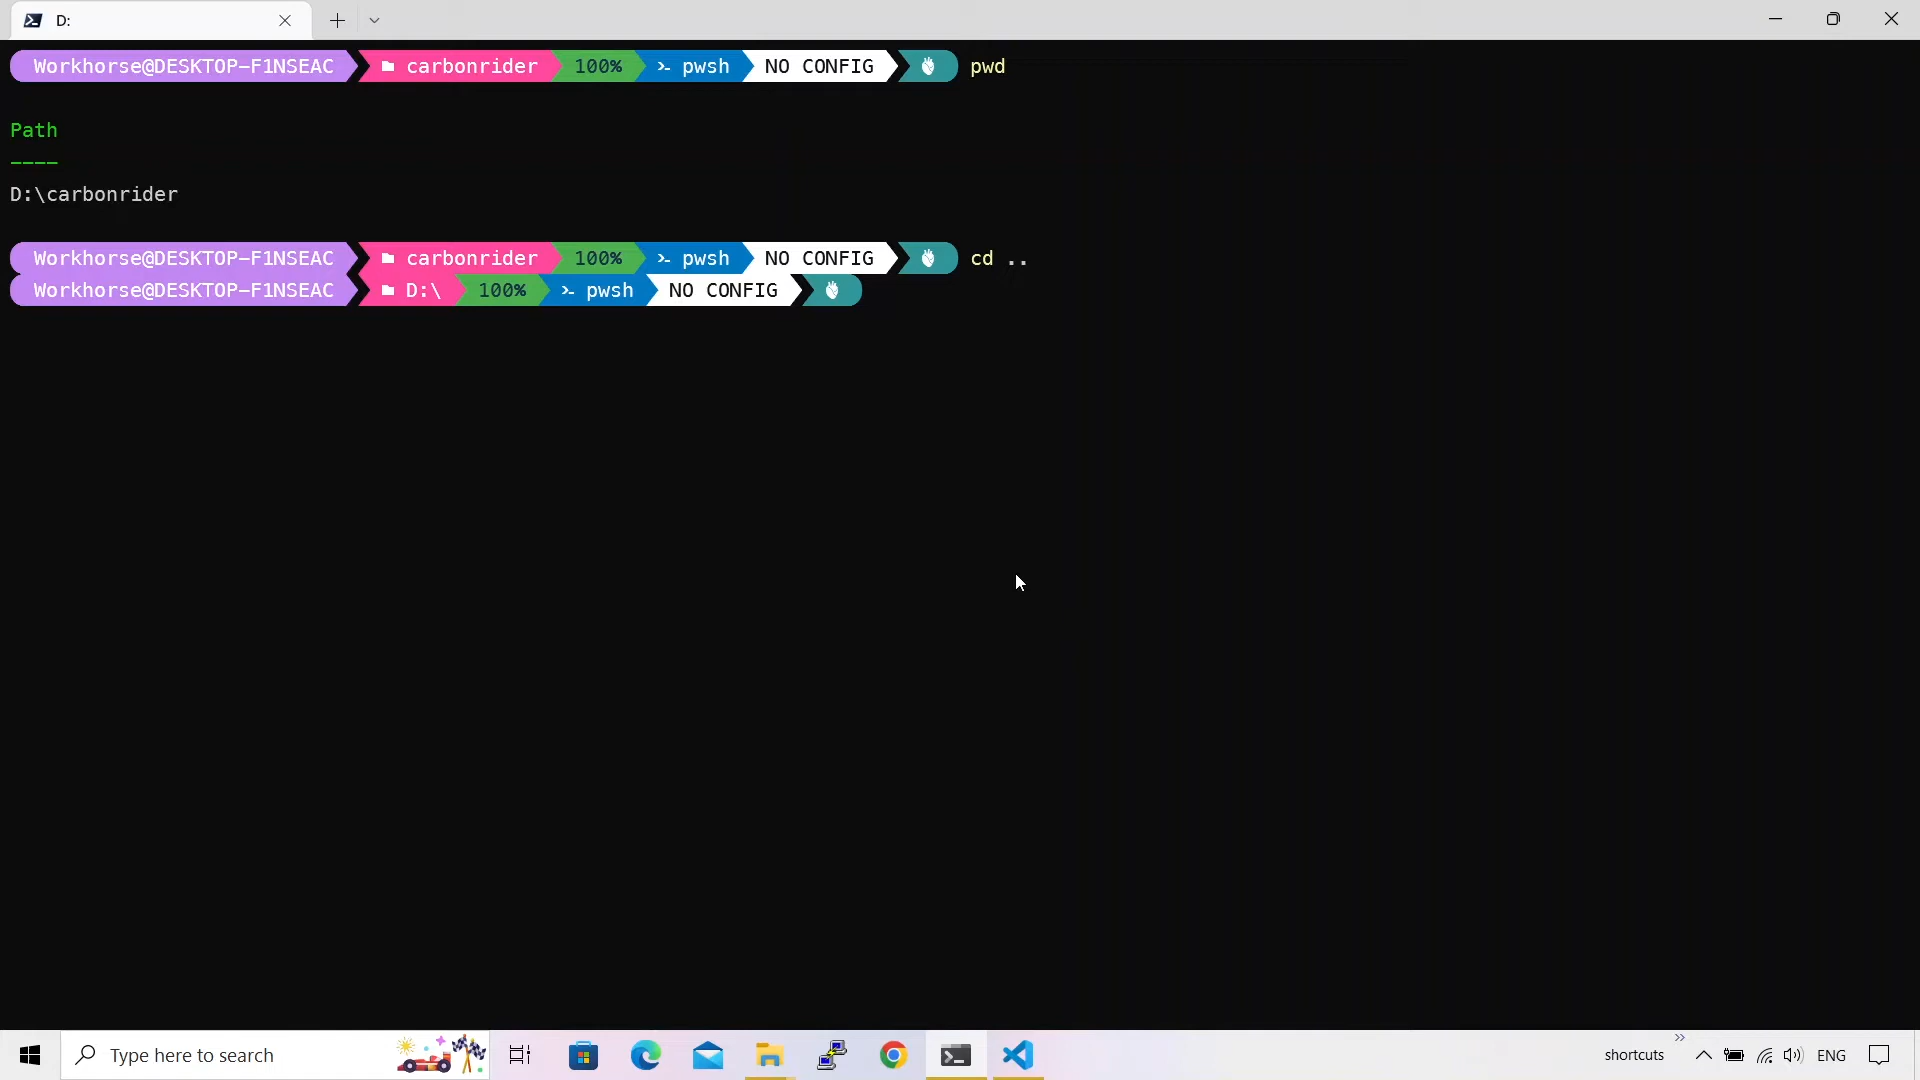 D:
Workhorse@DESKTOP-F1NSEAC carbonrider 100% pwsh NO CONFIG pwd
Path
----
D:\carbonrider
Workhorse@DESKTOP-F1NSEAC carbonrider 100% pwsh NO CONFIG cd ..
Workhorse@DESKTOP-F1NSEAC D:\ 100% pwsh NO CONFIG
Type here to search
shortcuts
ENG